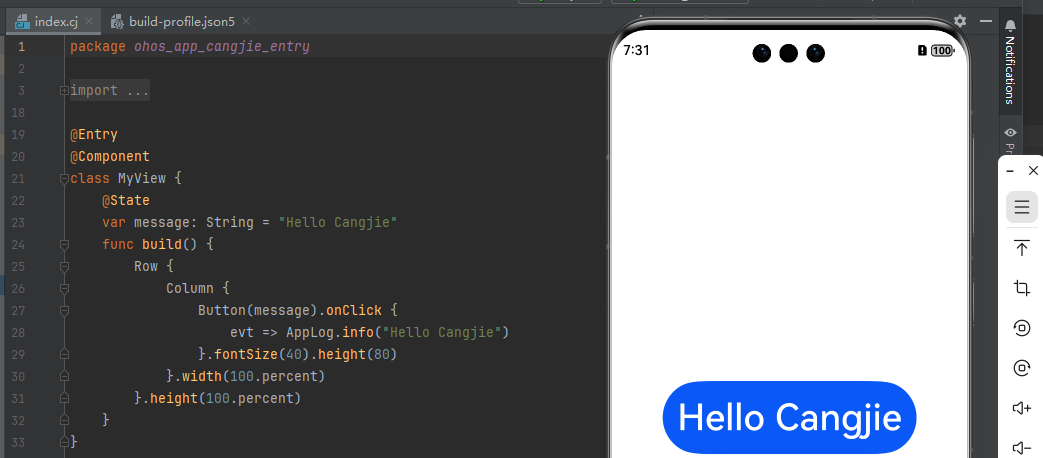 index.cj
build-profile.json5
1 package ohos_app_cangjie_entry
2
3 import ...
18
19 @Entry
20 @Component
21 class MyView {
22 @State
23 var message: String = "Hello Cangjie"
24 func build() {
25 Row {
26 Column {
27 Button(message).onClick {
28 evt => AppLog.info("Hello Cangjie")
29 }.fontSize(40).height(80)
30 }.width(100.percent)
31 }.height(100.percent)
32 }
33 }
7:31
100
Hello Cangjie
Notifications